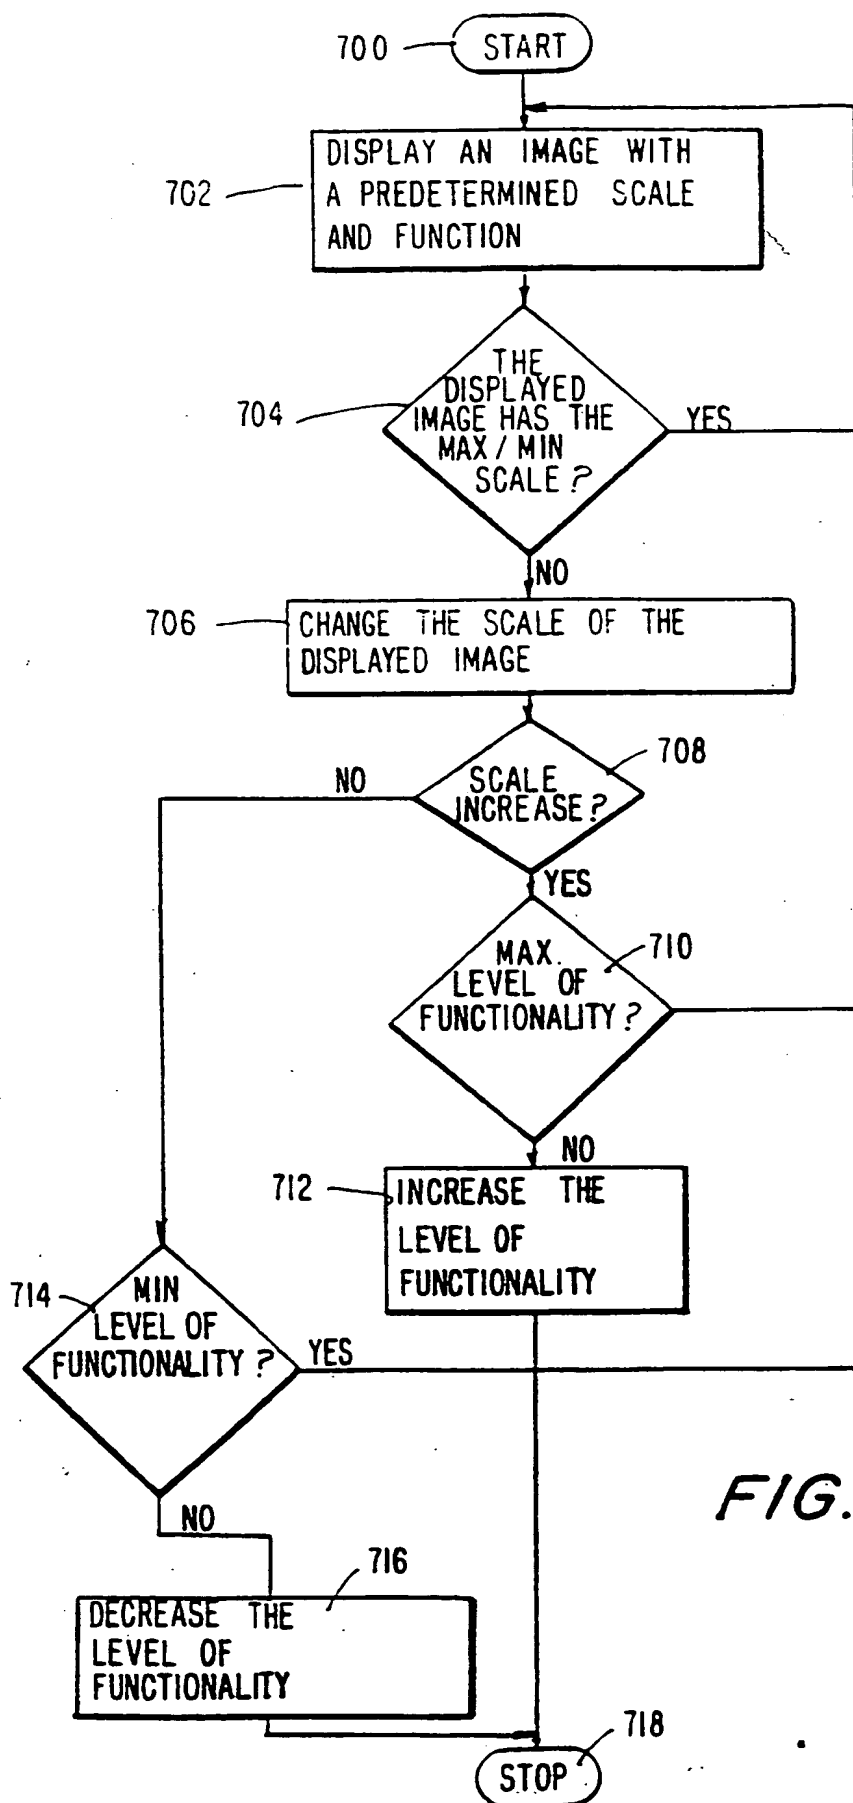 700
START
DISPLAY AN IMAGE WITH
A PREDETERMINED SCALE
AND FUNCTION
702
THE
DISPLAYED
IMAGE HAS THE
MAX / MIN
SCALE ?
704
YES
NO
706
CHANGE THE SCALE OF THE
DISPLAYED IMAGE
708
SCALE
INCREASE ?
NO
YES
710
MAX.
LEVEL OF
FUNCTIONALITY ?
NO
712
INCREASE THE
LEVEL OF
FUNCTIONALITY
714
MIN
LEVEL OF
FUNCTIONALITY ?
YES
NO
FIG.
716
DECREASE THE
LEVEL OF
FUNCTIONALITY
718
STOP